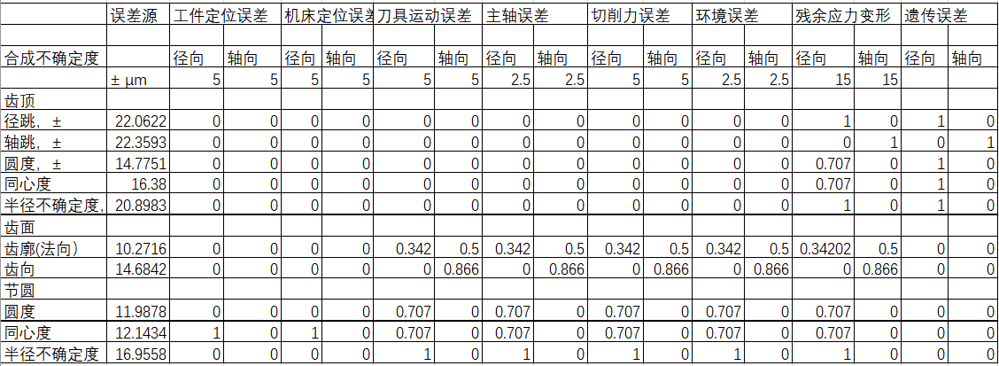 误差源 工件定位误差 机床定位误差 刀具运动误差 主轴误差 切削力误差 环境误差 残余应力变形 遗传误差
合成不确定度 径向 轴向 径向 轴向 径向 轴向 径向 轴向 径向 轴向 径向 轴向 径向 轴向 径向 轴向
± μm 5 5 5 5 5 5 2.5 2.5 5 5 2.5 2.5 15 15
齿顶
径跳，± 22.0622 0 0 0 0 0 0 0 0 0 0 0 0 1 0 1 0
轴跳，± 22.3593 0 0 0 0 0 0 0 0 0 0 0 0 0 1 0 1
圆度，± 14.7751 0 0 0 0 0 0 0 0 0 0 0 0 0.707 0 1 0
同心度 16.38 0 0 0 0 0 0 0 0 0 0 0 0 0.707 0 1 0
半径不确定度, 20.8983 0 0 0 0 0 0 0 0 0 0 0 0 1 0 1 0
齿面
齿廓(法向） 10.2716 0 0 0 0 0.342 0.5 0.342 0.5 0.342 0.5 0.342 0.5 0.34202 0.5 0 0
齿向 14.6842 0 0 0 0 0 0.866 0 0.866 0 0.866 0 0.866 0 0.866 0 0
节圆
圆度 11.9878 0 0 0 0 0.707 0 0.707 0 0.707 0 0.707 0 0.707 0 0 0
同心度 12.1434 1 0 1 0 0.707 0 0.707 0 0.707 0 0.707 0 0.707 0 0 0
半径不确定度 16.9558 0 0 0 0 1 0 1 0 1 0 1 0 1 0 0 0